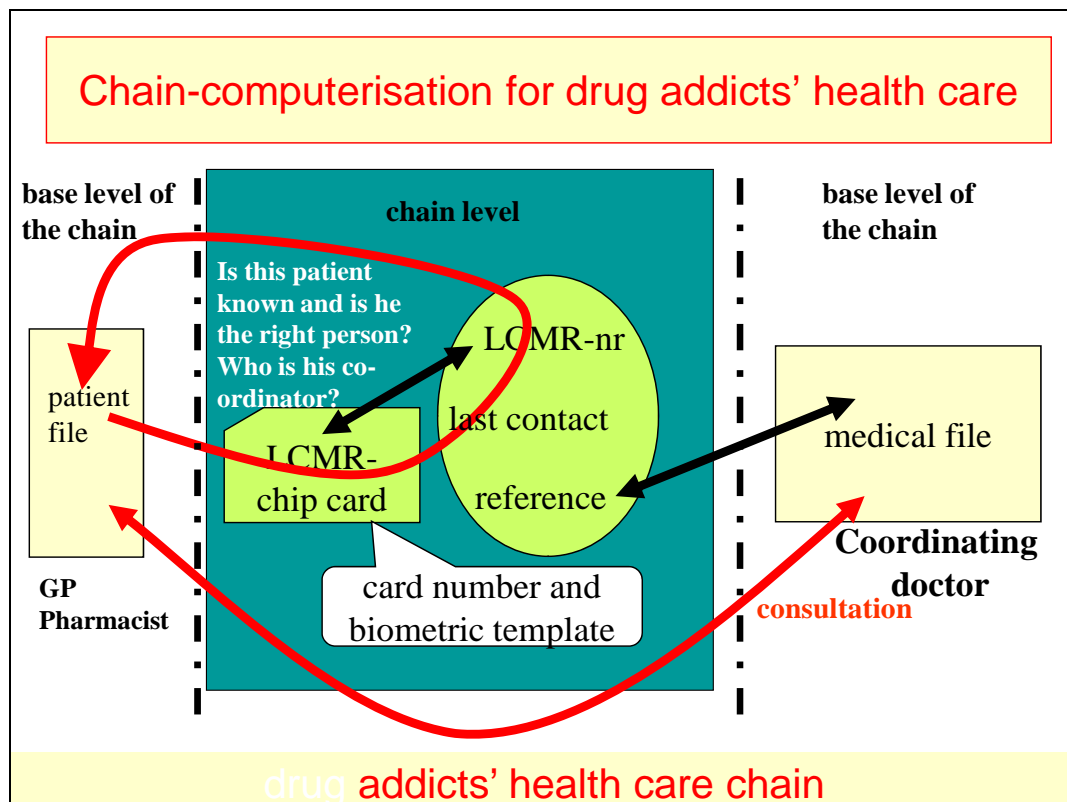 Chain-computerisation for drug addicts' health care
base level of
the chain
chain level
base level of
the chain
Is this patient
known and is he
the right person?
Who is his co-
ordinator?
LCMR-nr
last contact
reference
patient
file
LCMR-
chip card
medical file
card number and
biometric template
GP
Pharmacist
Coordinating
doctor
consultation
drug addicts' health care chain